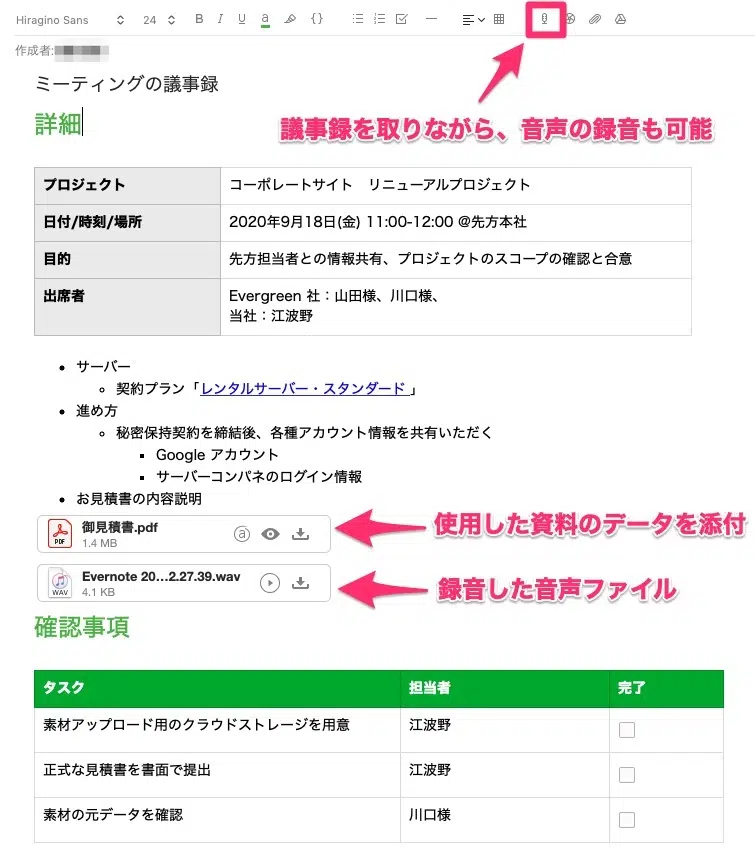 Hiragino Sans 24 B I U a {}
作成者:
ミーティングの議事録
詳細
議事録を取りながら、音声の録音も可能
プロジェクト コーポレートサイト リニューアルプロジェクト
日付/時刻/場所 2020年9月18日(金) 11:00-12:00 @先方本社
目的 先方担当者との情報共有、プロジェクトのスコープの確認と合意
出席者 Evergreen 社：山田様、川口様、
当社：江波野
• サーバー
◦ 契約プラン「レンタルサーバー・スタンダード 」
• 進め方
◦ 秘密保持契約を締結後、各種アカウント情報を共有いただく
▪ Google アカウント
▪ サーバーコンパネのログイン情報
• お見積書の内容説明
PDF 御見積書.pdf a
1.4 MB
使用した資料のデータを添付
WAV Evernote 20...2.27.39.wav
4.1 KB
録音した音声ファイル
確認事項
タスク 担当者 完了
素材アップロード用のクラウドストレージを用意 江波野
正式な見積書を書面で提出 江波野
素材の元データを確認 川口様